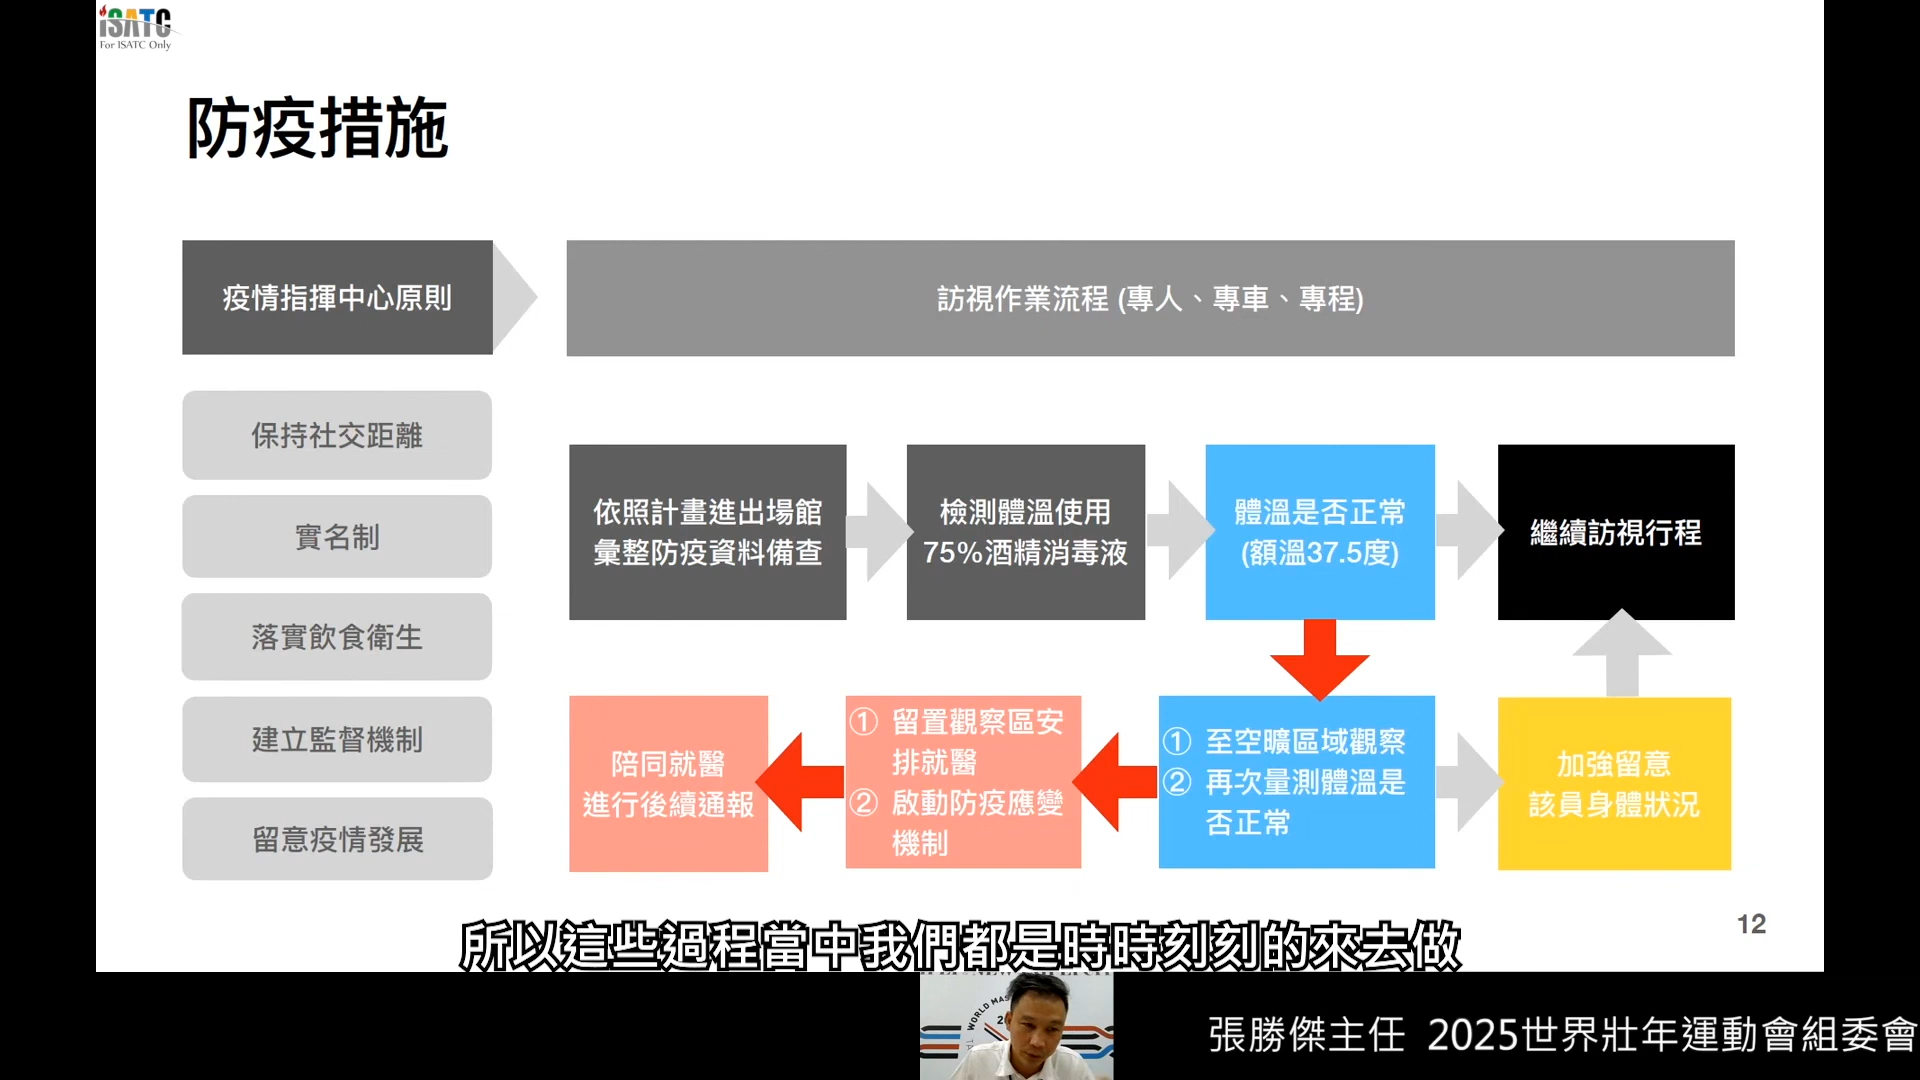 iSATC
For ISATC Only
防疫措施
疫情指揮中心原則
訪視作業流程 (專人、專車、專程)
保持社交距離
實名制
落實飲食衛生
建立監督機制
留意疫情發展
依照計畫進出場館
彙整防疫資料備查
檢測體溫使用
75%酒精消毒液
體溫是否正常
(額溫37.5度)
繼續訪視行程
陪同就醫
進行後續通報
① 留置觀察區安
排就醫
② 啟動防疫應變
機制
① 至空曠區域觀察
② 再次量測體溫是
否正常
加強留意
該員身體狀況
12
所以這些過程當中我們都是時時刻刻的來去做
WORLD MAS
張勝傑主任 2025世界壯年運動會組委會